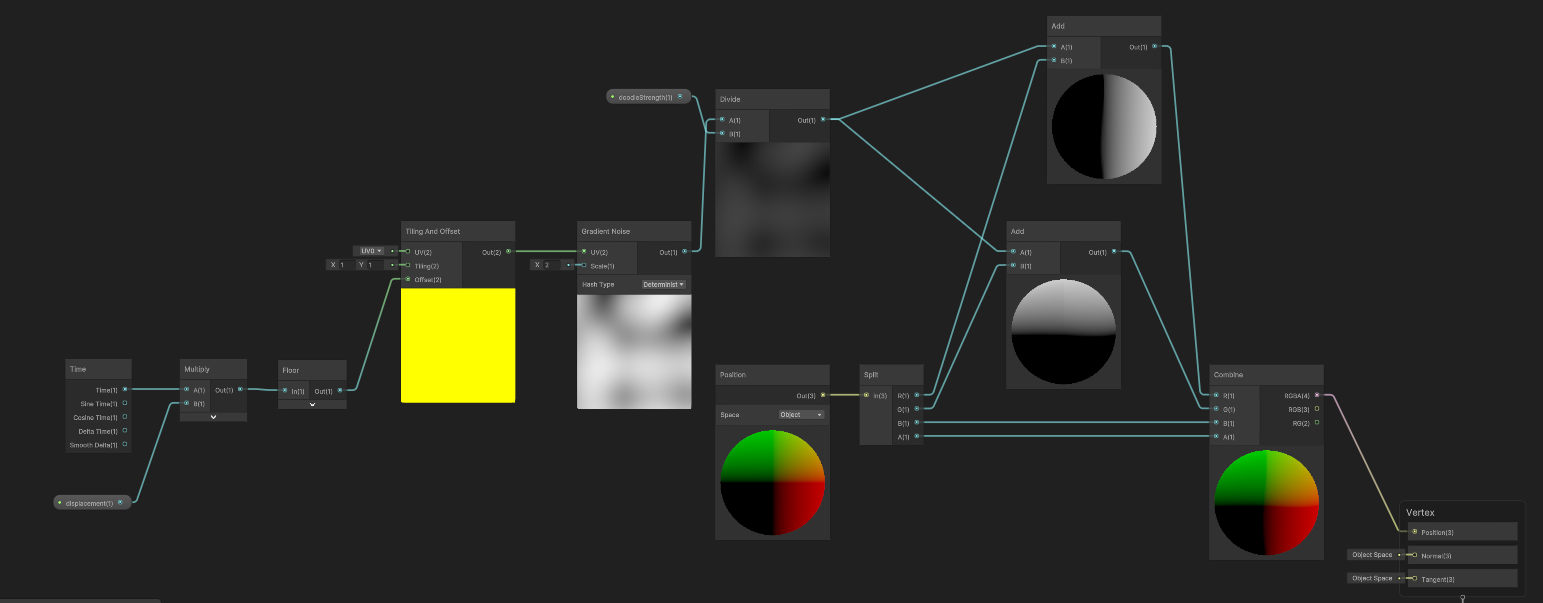 Add
A(1) Out(1)
B(1)
doodleStrength(1)
Divide
A(1) Out(1)
B(1)
Tiling And Offset
UV0 UV(2) Out(2)
X 1 Y 1 Tiling(2)
Offset(2)
Gradient Noise
UV(2) Out(1)
X 2 Scale(1)
Hash Type Determinist
Add
A(1) Out(1)
B(1)
Time
Time(1)
Sine Time(1)
Cosine Time(1)
Delta Time(1)
Smooth Delta(1)
Multiply
A(1) Out(1)
B(1)
Floor
In(1) Out(1)
displacement(1)
Position
Out(3)
Space Object
Split
In(3) R(1)
G(1)
B(1)
A(1)
Combine
R(1) RGBA(4)
G(1) RGB(3)
B(1) RG(2)
A(1)
Vertex
Position(3)
Object Space Normal(3)
Object Space Tangent(3)